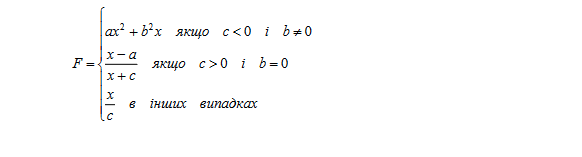 F = { ax² + b²x якщо c < 0 і b ≠ 0
(x − a)/(x + c) якщо c > 0 і b = 0
x/c в інших випадках